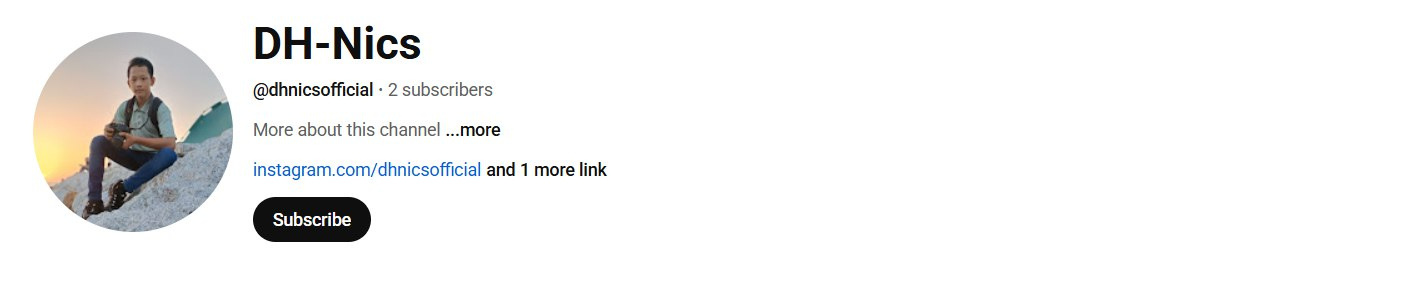 DH-Nics
@dhnicsofficial · 2 subscribers
More about this channel ...more
instagram.com/dhnicsofficial and 1 more link
Subscribe